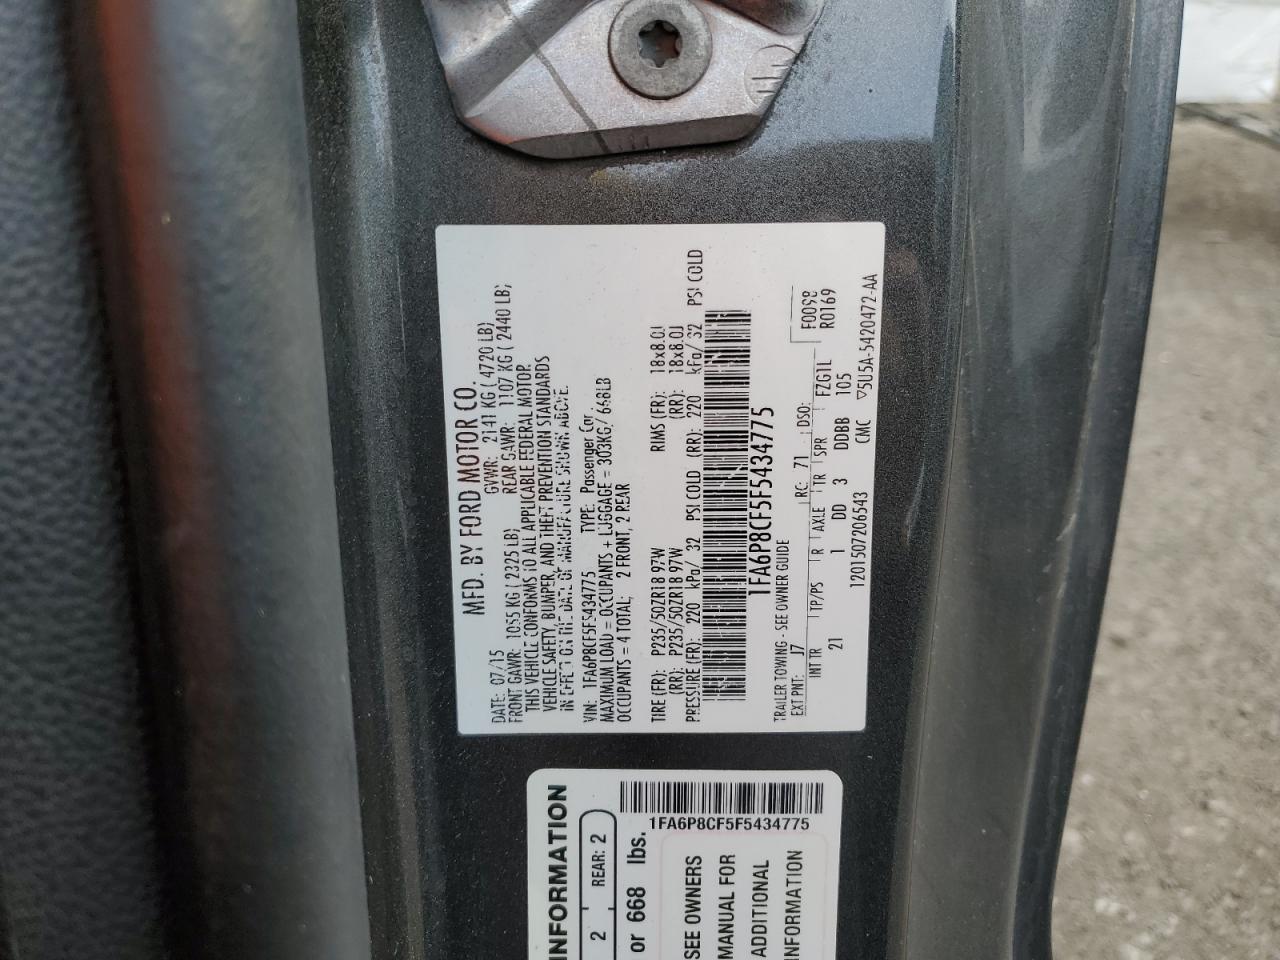 MFD. BY FORD MOTOR CO.
DATE: 07/15 GVWR: 2141 KG ( 4720 LB)
FRONT GAWR: 1055 KG ( 2325 LB) REAR GAWR: 1107 KG ( 2440 LB);
THIS VEHICLE CONFORMS TO ALL APPLICABLE FEDERAL MOTOR
VEHICLE SAFETY, BUMPER, AND THEFT PREVENTION STANDARDS
IN EFFECT ON THE DATE OF MANUFACTURE SHOWN ABOVE.
VIN: 1FA6P8CF5F5434775 TYPE: Passenger Car
MAXIMUM LOAD = OCCUPANTS + LUGGAGE = 303KG/ 668LB
OCCUPANTS = 4 TOTAL; 2 FRONT, 2 REAR
TIRE (FR): P235/50ZR18 97W RIMS (FR): 18x8.0J
(RR): P235/50ZR18 97W (RR): 18x8.0J
PRESSURE (FR): 220 kPa/ 32 PSI COLD (RR): 220 kPa/ 32 PSI COLD
1FA6P8CF5F5434775
TRAILER TOWING - SEE OWNER GUIDE
EXT PNT: J7 RC: 71 DSO: F0098
INT TR TP/PS R AXLE TR SPR FZG1L R0169
21 1 DD 3 DDBB 105
1201507206543 CMC ▽5U5A-5420472-AA
INFORMATION
2 REAR: 2
or 668 lbs.
1FA6P8CF5F5434775
SEE OWNERS
MANUAL FOR
ADDITIONAL
INFORMATION